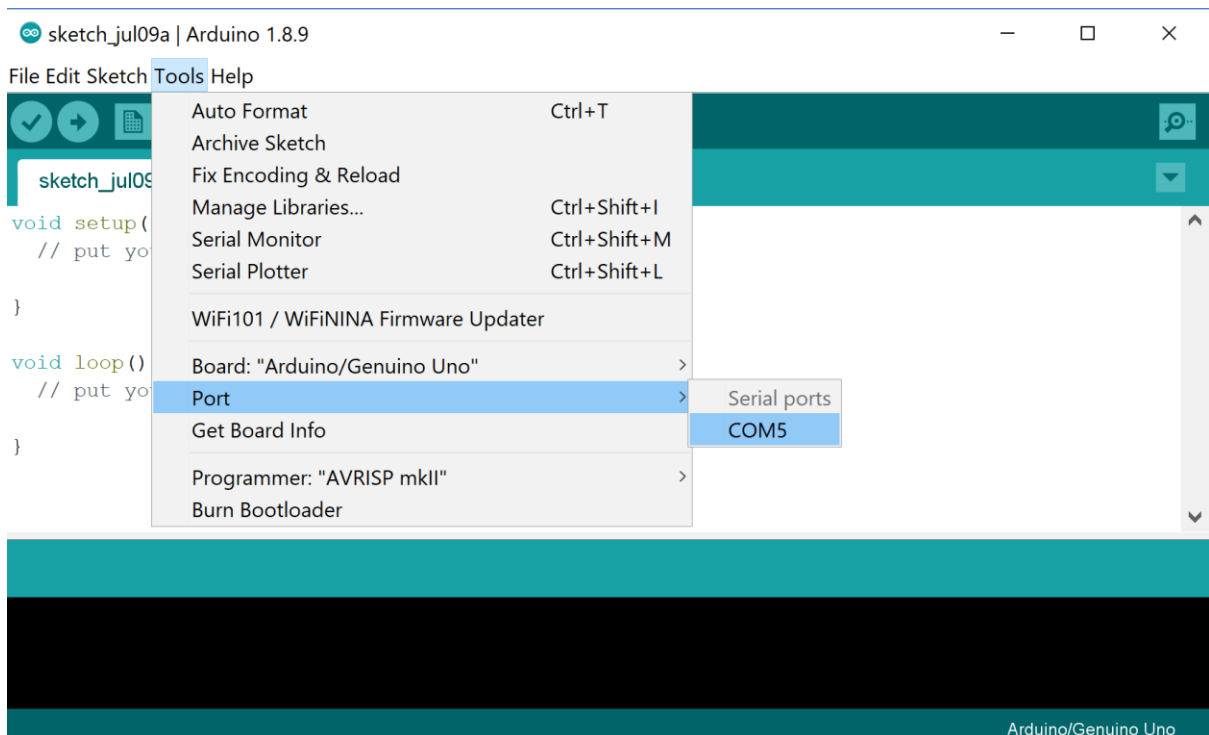 sketch_jul09a | Arduino 1.8.9
File Edit Sketch Tools Help
Auto Format Ctrl+T
Archive Sketch
sketch_jul09 Fix Encoding & Reload
void setup( Manage Libraries... Ctrl+Shift+I
// put yo Serial Monitor Ctrl+Shift+M
Serial Plotter Ctrl+Shift+L
}
WiFi101 / WiFiNINA Firmware Updater
void loop() Board: "Arduino/Genuino Uno" >
// put yo Port > Serial ports
Get Board Info COM5
}
Programmer: "AVRISP mkII" >
Burn Bootloader
Arduino/Genuino Uno